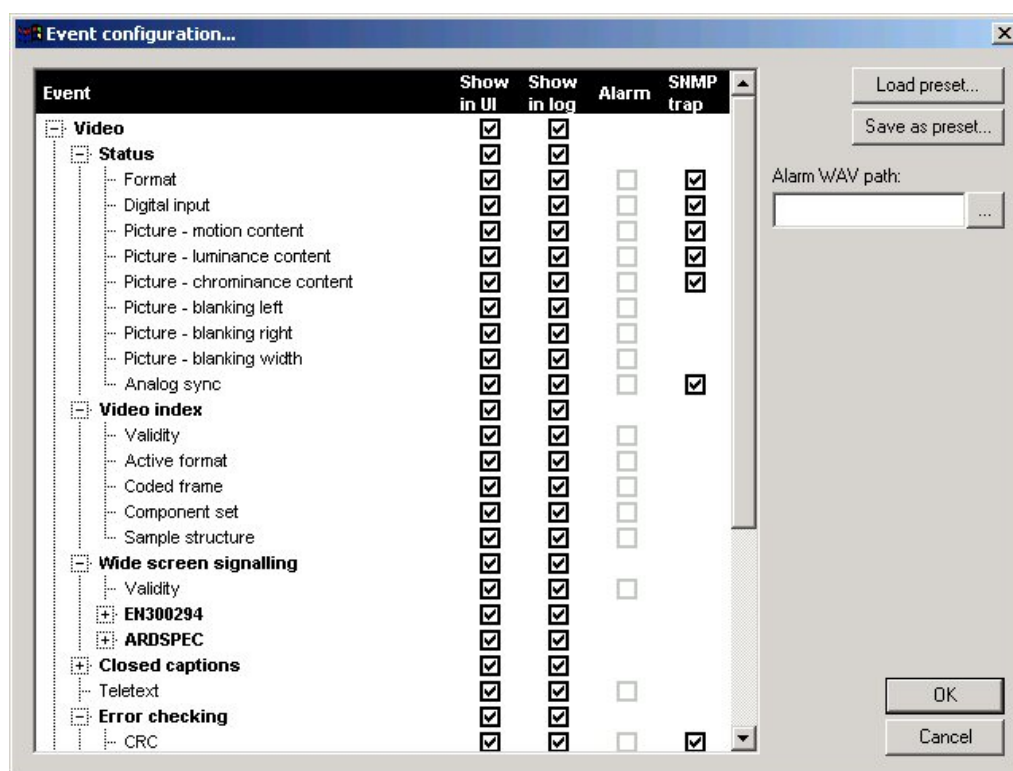 Event configuration...
Event Show in UI Show in log Alarm SNMP trap
Load preset...
Save as preset...
Alarm WAV path:
...
Video
Status
Format
Digital input
Picture - motion content
Picture - luminance content
Picture - chrominance content
Picture - blanking left
Picture - blanking right
Picture - blanking width
Analog sync
Video index
Validity
Active format
Coded frame
Component set
Sample structure
Wide screen signalling
Validity
EN300294
ARDSPEC
Closed captions
Teletext
Error checking
CRC
OK
Cancel